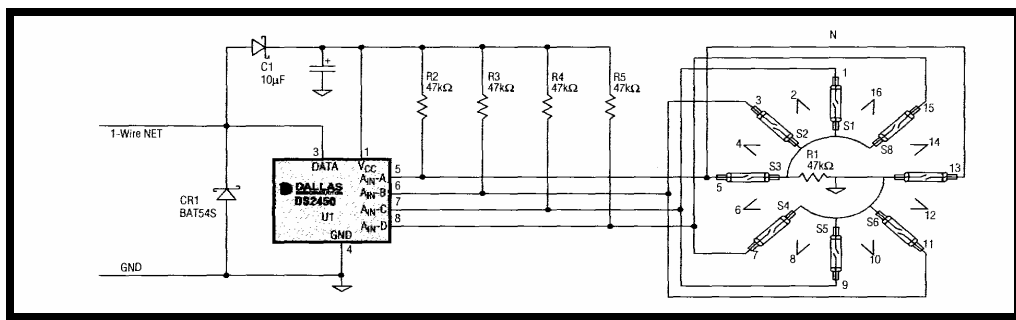 N
C1
10μF
R2
47kΩ
R3
47kΩ
R4
47kΩ
R5
47kΩ
1
2
16
3
15
S1
S2
S8
4
14
1-Wire NET
3
1
DATA
VCC
5
AIN-A
6
AIN-B
7
AIN-C
8
AIN-D
DALLAS
DS2450
U1
GND
4
CR1
BAT54S
GND
R1
47kΩ
S3
5
13
6
S4
S5
S6
12
7
8
9
10
11